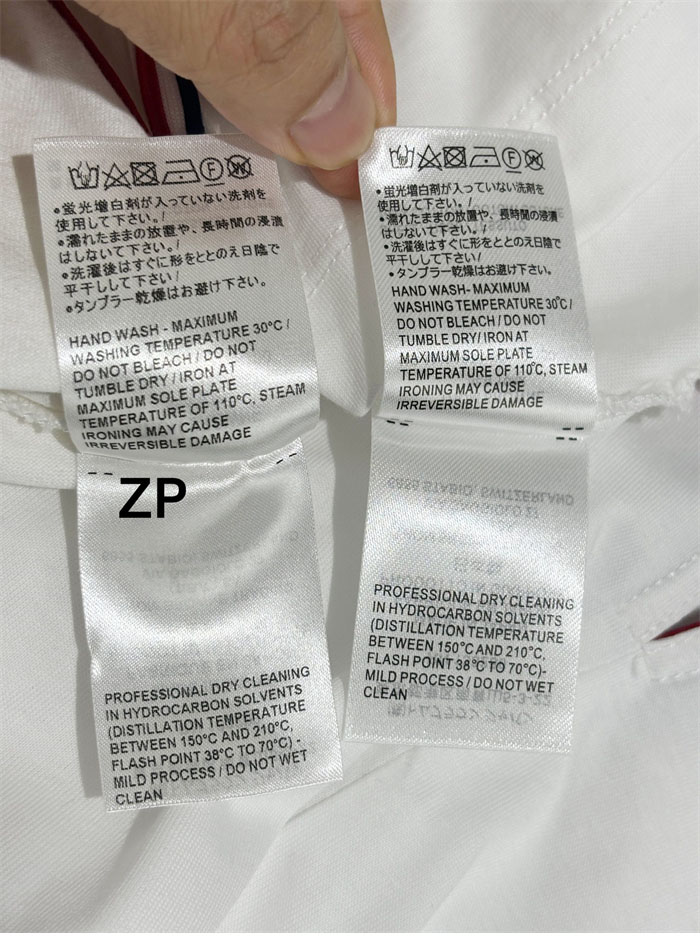 •蛍光増白剤が入っていない洗剤を
使用して下さい。/
•濡れたままの放置や、長時間の浸漬
はしないて下さい。/
•洗濯後はすぐに形をととのえ日陰で
平干しして下さい/
•タンブラー乾燥はお避け下さい。
HAND WASH - MAXIMUM
WASHING TEMPERATURE 30°C /
DO NOT BLEACH / DO NOT
TUMBLE DRY / IRON AT
MAXIMUM SOLE PLATE
TEMPERATURE OF 110°C, STEAM
IRONING MAY CAUSE
IRREVERSIBLE DAMAGE
ZP
PROFESSIONAL DRY CLEANING
IN HYDROCARBON SOLVENTS
(DISTILLATION TEMPERATURE
BETWEEN 150°C AND 210°C,
FLASH POINT 38°C TO 70°C) -
MILD PROCESS / DO NOT WET
CLEAN
F
•蛍光増白剤が入っていない洗剤を
使用して下さい。/
•濡れたままの放置や、長時間の浸漬
はしないて下さい。/
•洗濯後はすぐに形をととのえ日陰で
平干しして下さい/
•タンブラー乾燥はお避け下さい。
HAND WASH- MAXIMUM
WASHING TEMPERATURE 30°C /
DO NOT BLEACH / DO NOT
TUMBLE DRY / IRON AT
MAXIMUM SOLE PLATE
TEMPERATURE OF 110°C, STEAM
IRONING MAY CAUSE
IRREVERSIBLE DAMAGE
6855 STABIO, SWITZERLAND
PROFESSIONAL DRY CLEANING
IN HYDROCARBON SOLVENTS
(DISTILLATION TEMPERATURE
BETWEEN 150°C AND 210°C,
FLASH POINT 38°C TO 70°C)-
MILD PROCESS / DO NOT WET
CLEAN